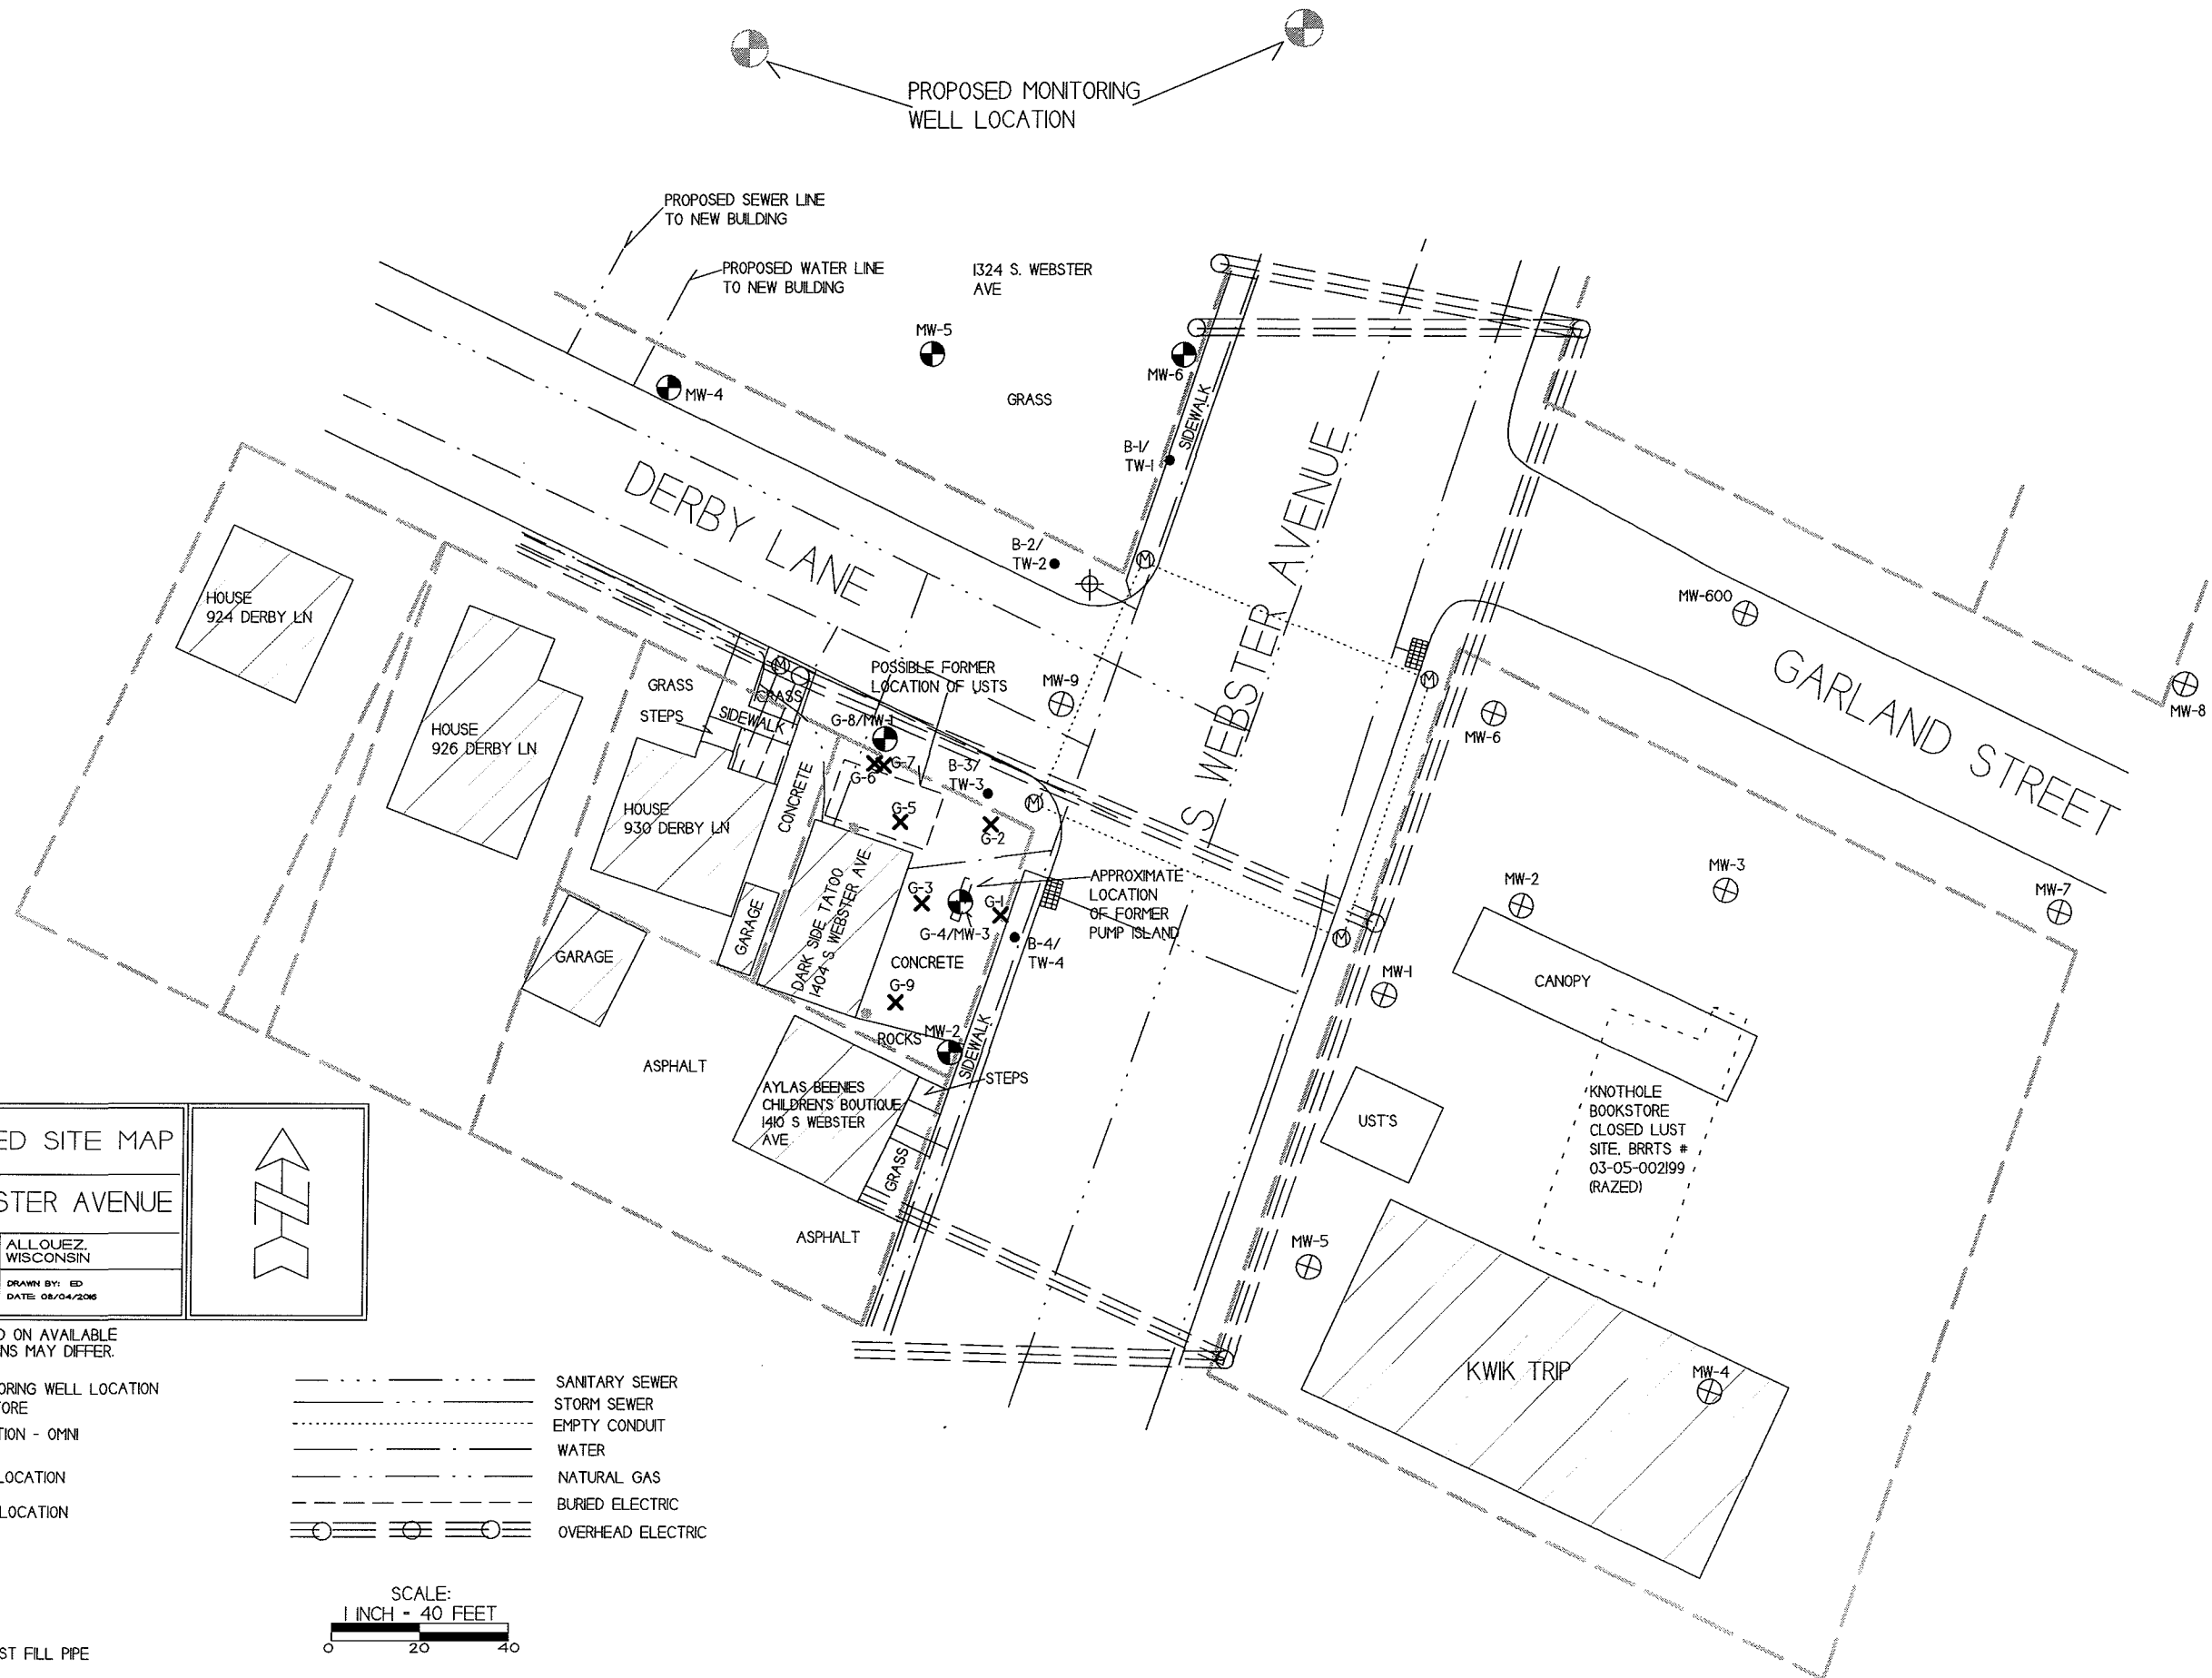 PROPOSED MONITORING
WELL LOCATION
PROPOSED SEWER LINE
TO NEW BUILDING
PROPOSED WATER LINE
TO NEW BUILDING
1324 S. WEBSTER
AVE
MW-5
MW-4
MW-6
GRASS
SIDEWALK
B-1/
TW-1
DERBY LANE
S WEBSTER AVENUE
B-2/
TW-2
M
HOUSE
924 DERBY LN
HOUSE
926 DERBY LN
GRASS
STEPS
SIDEWALK
M
GRASS
POSSIBLE FORMER
LOCATION OF USTS
MW-9
G-8/MW-1
G-7
G-6
B-3/
TW-3
M
G-5
G-2
HOUSE
930 DERBY LN
CONCRETE
GARAGE
GARAGE
DARK SIDE TATOO
1404 S. WEBSTER AVE
G-3
G-1
G-4/MW-3
APPROXIMATE
LOCATION
OF FORMER
PUMP ISLAND
B-4/
TW-4
CONCRETE
G-9
ROCKS
MW-2
SIDEWALK
STEPS
ASPHALT
AYLAS BEENIES
CHILDREN'S BOUTIQUE
1410 S WEBSTER
AVE
GRASS
ASPHALT
MW-600
GARLAND STREET
MW-8
M
MW-6
MW-2
MW-3
MW-7
M
MW-1
CANOPY
UST'S
KNOTHOLE
BOOKSTORE
CLOSED LUST
SITE, BRRTS #
03-05-002199
(RAZED)
MW-5
KWIK TRIP
MW-4
ED SITE MAP
STER AVENUE
ALLOUEZ,
WISCONSIN
DRAWN BY: ED
DATE: 08/04/2016
N
D ON AVAILABLE
NS MAY DIFFER.
ORING WELL LOCATION
TORE
TION - OMNI
LOCATION
LOCATION
ST FILL PIPE
SANITARY SEWER
STORM SEWER
EMPTY CONDUIT
WATER
NATURAL GAS
BURIED ELECTRIC
OVERHEAD ELECTRIC
SCALE:
1 INCH = 40 FEET
0 20 40